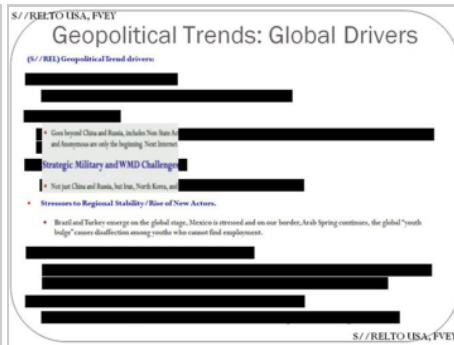 S//RELTO USA, FVEY
Geopolitical Trends: Global Drivers
(S//REL) Geopolitical Trend drivers:
• Goes beyond China and Russia, includes Non State Ac
and Anonymous are only the beginning. Next Internet
Strategic Military and WMD Challenges
• Not just China and Russia, but Iran, North Korea, and
• Stressors to Regional Stability/Rise of New Actors.
• Brazil and Turkey emerge on the global stage, Mexico is stressed and on our border, Arab Spring continues, the global "youth
bulge" causes disaffection among youths who cannot find employment.
S//RELTO USA, FVEY